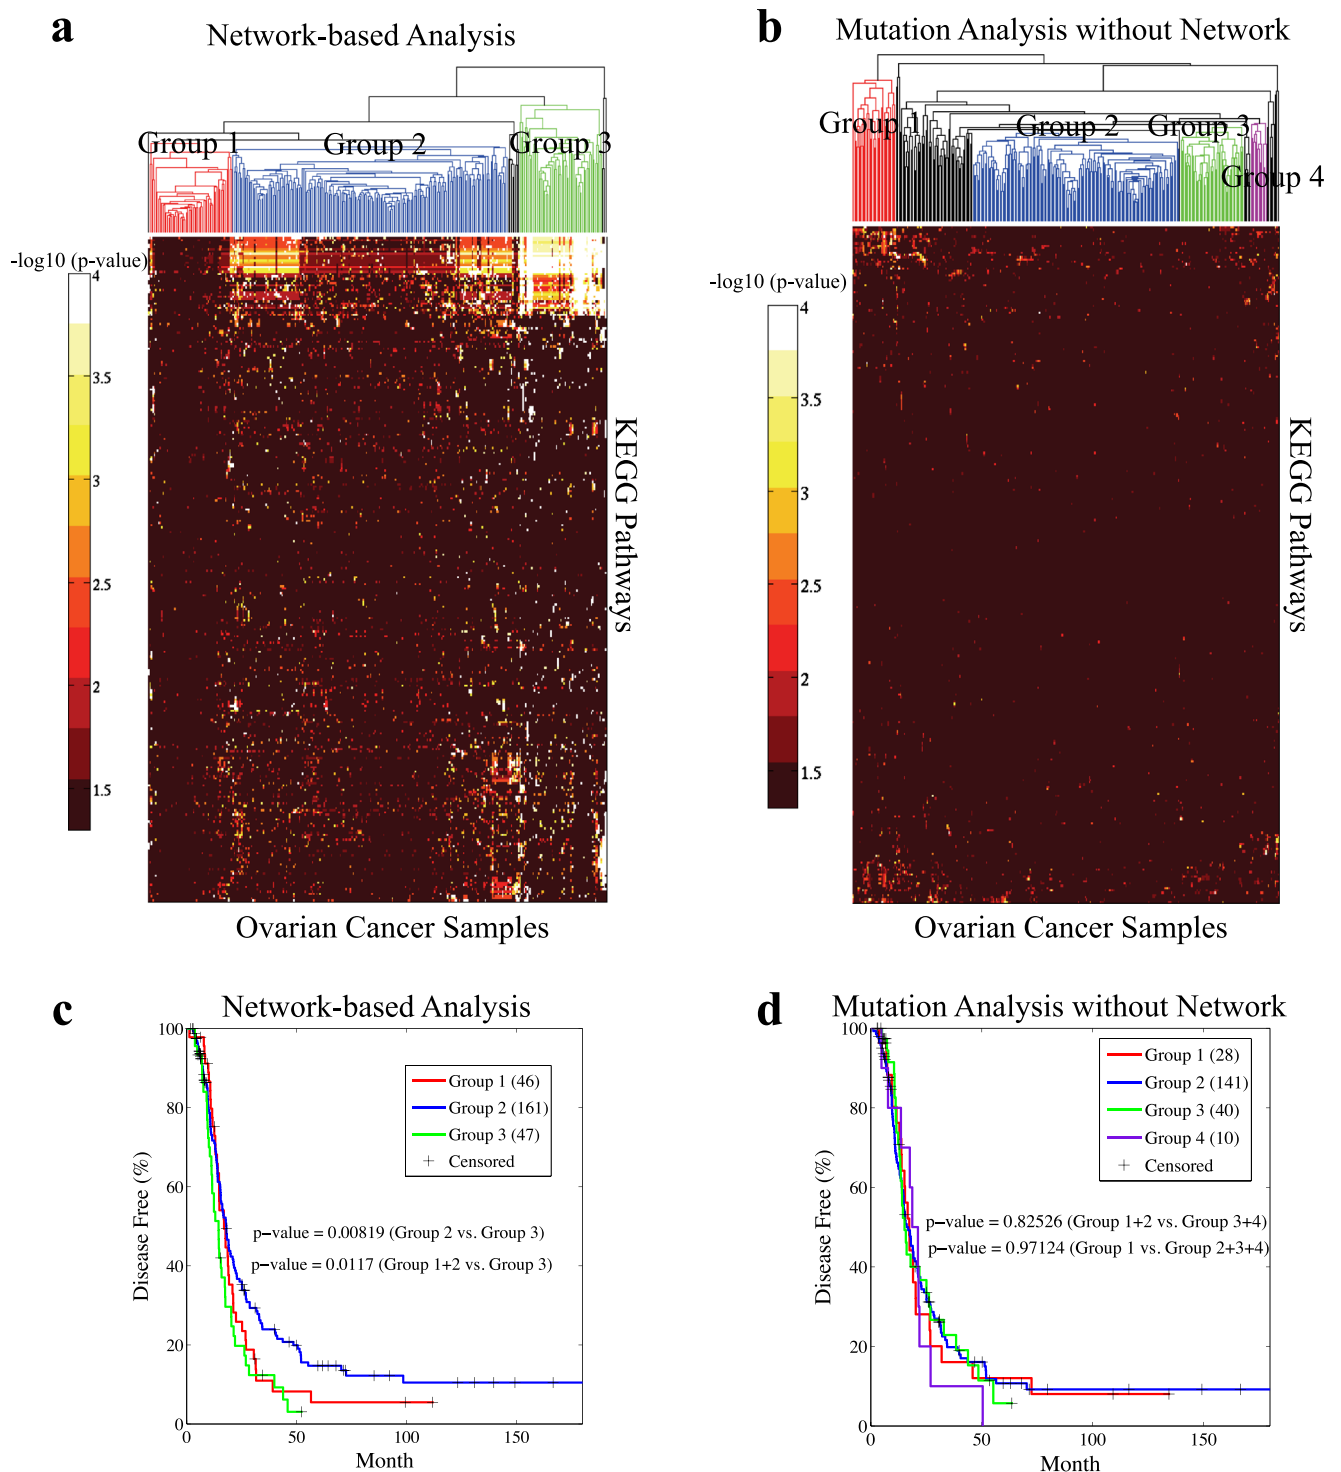 a
Network-based Analysis
Group 1
Group 2
Group 3
-log10 (p-value)
4
3.5
3
2.5
2
1.5
KEGG Pathways
Ovarian Cancer Samples
b
Mutation Analysis without Network
Group 1
Group 2
Group 3
Group 4
-log10 (p-value)
4
3.5
3
2.5
2
1.5
KEGG Pathways
Ovarian Cancer Samples
c
Network-based Analysis
100
80
60
40
20
0
Disease Free (%)
Group 1 (46)
Group 2 (161)
Group 3 (47)
Censored
p-value = 0.00819 (Group 2 vs. Group 3)
p-value = 0.0117 (Group 1+2 vs. Group 3)
0 50 100 150
Month
d
Mutation Analysis without Network
100
80
60
40
20
0
Disease Free (%)
Group 1 (28)
Group 2 (141)
Group 3 (40)
Group 4 (10)
Censored
p-value = 0.82526 (Group 1+2 vs. Group 3+4)
p-value = 0.97124 (Group 1 vs. Group 2+3+4)
0 50 100 150
Month